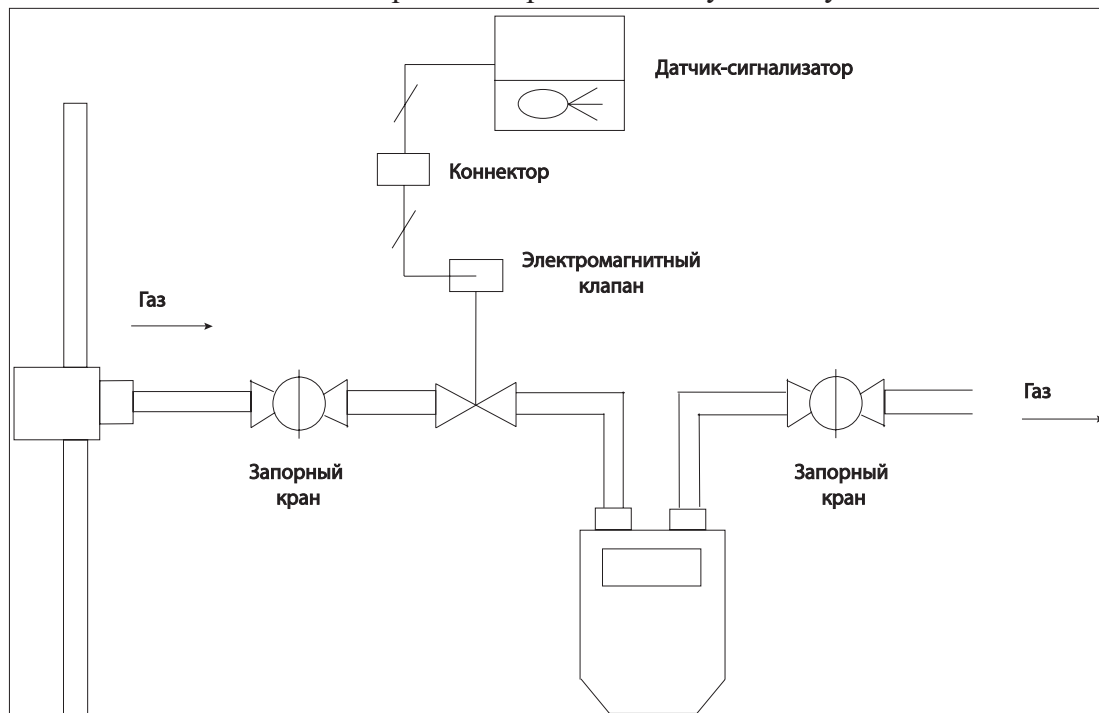 Датчик-сигнализатор
Коннектор
Электромагнитный
клапан
Газ
Газ
Запорный
кран
Запорный
кран